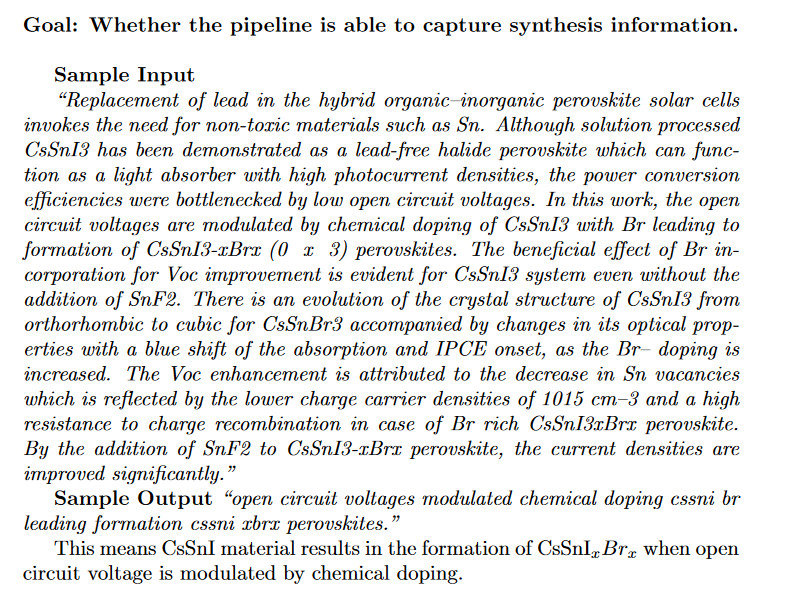 Goal: Whether the pipeline is able to capture synthesis information.
Sample Input
“Replacement of lead in the hybrid organic–inorganic perovskite solar cells
invokes the need for non-toxic materials such as Sn. Although solution processed
CsSnI3 has been demonstrated as a lead-free halide perovskite which can func-
tion as a light absorber with high photocurrent densities, the power conversion
efficiencies were bottlenecked by low open circuit voltages. In this work, the open
circuit voltages are modulated by chemical doping of CsSnI3 with Br leading to
formation of CsSnI3-xBrx (0 x 3) perovskites. The beneficial effect of Br in-
corporation for Voc improvement is evident for CsSnI3 system even without the
addition of SnF2. There is an evolution of the crystal structure of CsSnI3 from
orthorhombic to cubic for CsSnBr3 accompanied by changes in its optical prop-
erties with a blue shift of the absorption and IPCE onset, as the Br– doping is
increased. The Voc enhancement is attributed to the decrease in Sn vacancies
which is reflected by the lower charge carrier densities of 1015 cm–3 and a high
resistance to charge recombination in case of Br rich CsSnI3xBrx perovskite.
By the addition of SnF2 to CsSnI3-xBrx perovskite, the current densities are
improved significantly.”
Sample Output “open circuit voltages modulated chemical doping cssni br
leading formation cssni xbrx perovskites.”
This means CsSnI material results in the formation of CsSnIₓBrₓ when open
circuit voltage is modulated by chemical doping.